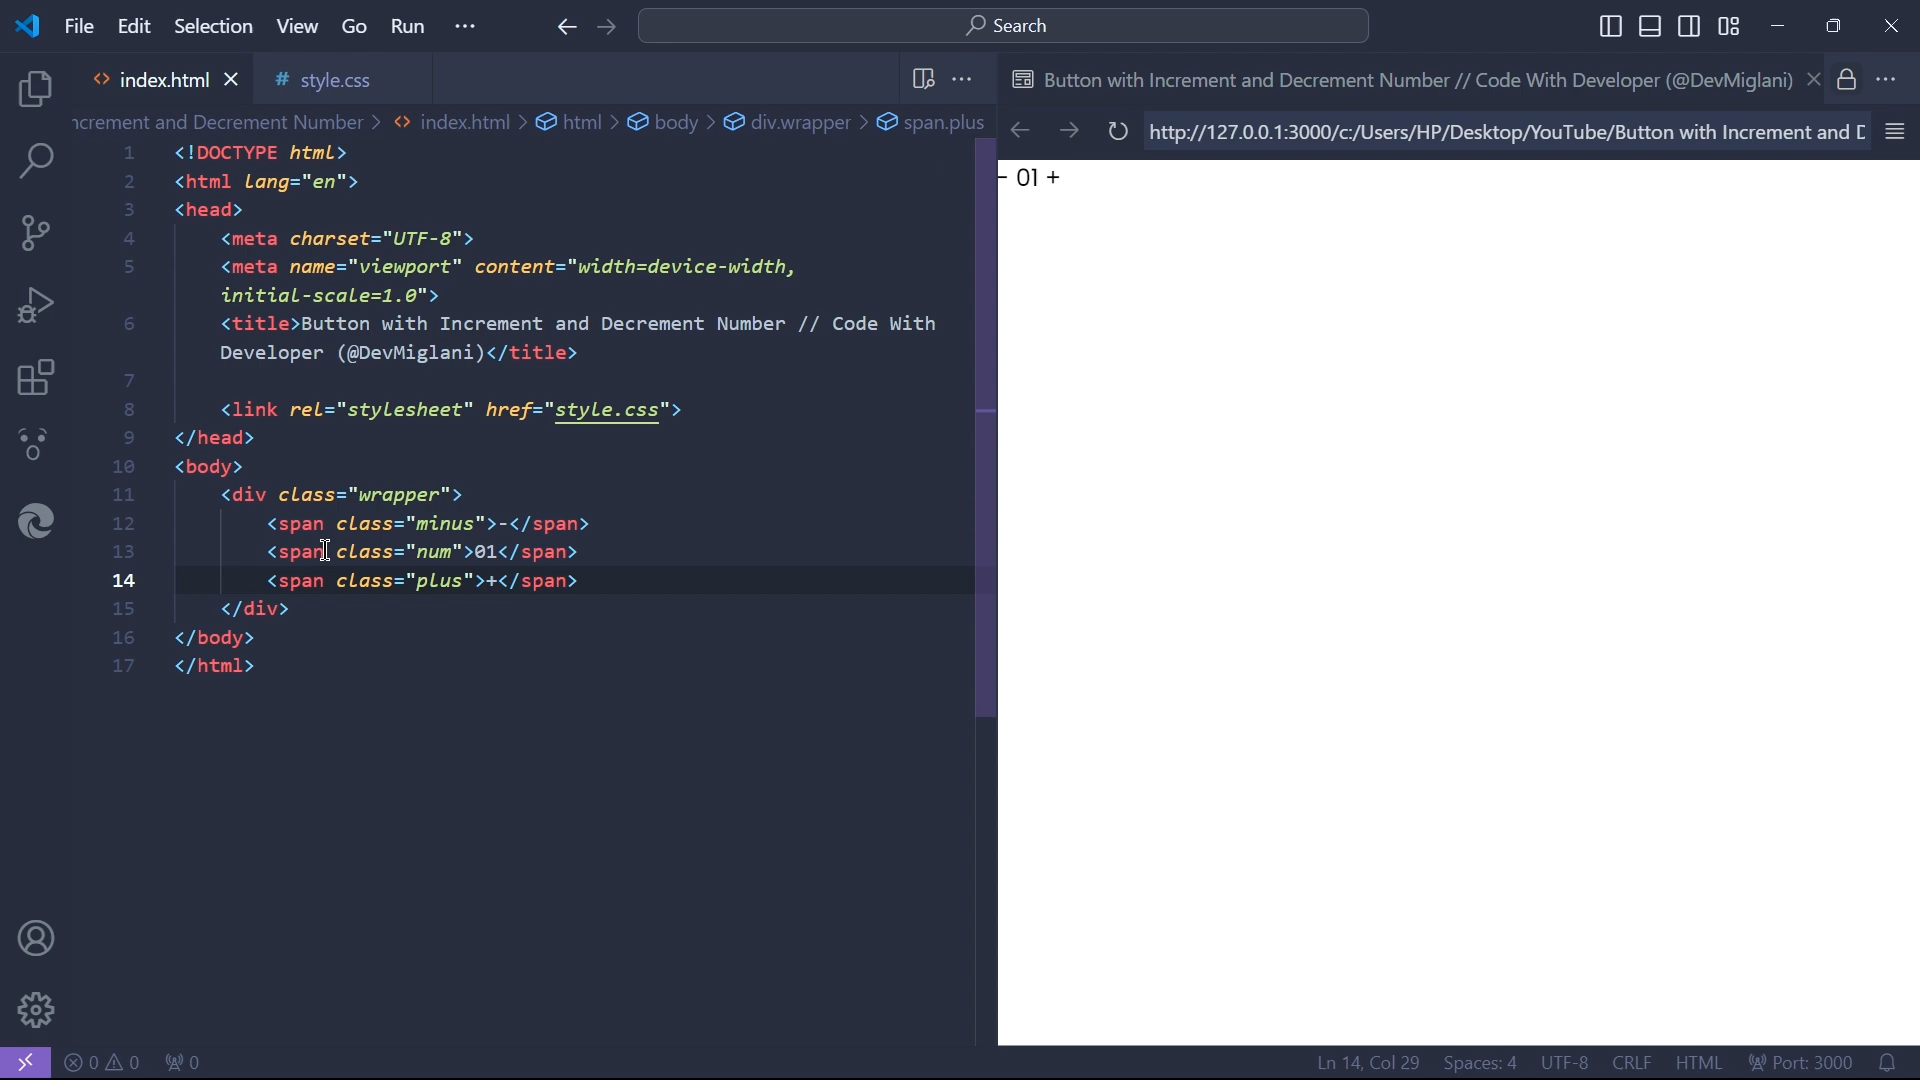 File Edit Selection View Go Run ··· Search
index.html style.css
Button with Increment and Decrement Number // Code With Developer (@DevMiglani)
ncrement and Decrement Number > index.html > html > body > div.wrapper > span.plus
http://127.0.0.1:3000/c:/Users/HP/Desktop/YouTube/Button with Increment and D
1 <!DOCTYPE html>
2 <html lang="en">
3 <head>
4 <meta charset="UTF-8">
5 <meta name="viewport" content="width=device-width,
initial-scale=1.0">
6 <title>Button with Increment and Decrement Number // Code With
Developer (@DevMiglani)</title>
7
8 <link rel="stylesheet" href="style.css">
9 </head>
10 <body>
11 <div class="wrapper">
12 <span class="minus">-</span>
13 <span class="num">01</span>
14 <span class="plus">+</span>
15 </div>
16 </body>
17 </html>
- 01 +
0 0 0
Ln 14, Col 29 Spaces: 4 UTF-8 CRLF HTML Port: 3000